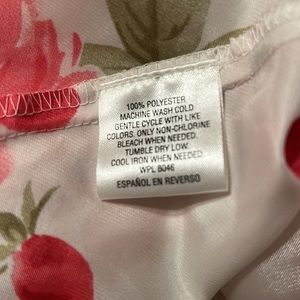 100% POLYESTER
MACHINE WASH COLD
GENTLE CYCLE WITH LIKE
COLORS. ONLY NON-CHLORINE
BLEACH WHEN NEEDED.
TUMBLE DRY LOW.
COOL IRON WHEN NEEDED
WPL 8046
ESPAÑOL EN REVERSO